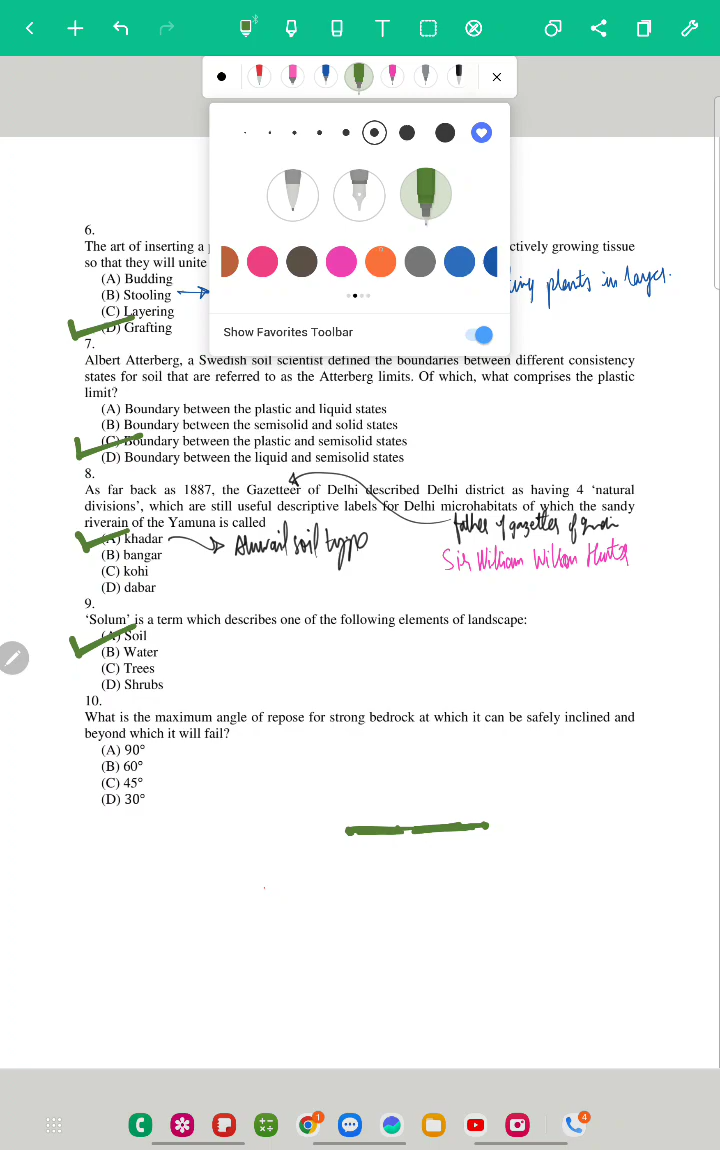 Show Favorites Toolbar
6.
The art of inserting a
ctively growing tissue
so that they will unite
(A) Budding
(B) Stooling
plants in layer.
(C) Layering
(D) Grafting
7.
Albert Atterberg, a Swedish soil scientist defined the boundaries between different consistency
states for soil that are referred to as the Atterberg limits. Of which, what comprises the plastic
limit?
(A) Boundary between the plastic and liquid states
(B) Boundary between the semisolid and solid states
(C) Boundary between the plastic and semisolid states
(D) Boundary between the liquid and semisolid states
8.
As far back as 1887, the Gazetteer of Delhi described Delhi district as having 4 ‘natural
divisions’, which are still useful descriptive labels for Delhi microhabitats of which the sandy
riverain of the Yamuna is called
father of gazetter of
(A) khadar
soil type
Sir William Wilson Hunter
(B) bangar
(C) kohi
(D) dabar
9.
‘Solum’ is a term which describes one of the following elements of landscape:
(A) Soil
(B) Water
(C) Trees
(D) Shrubs
10.
What is the maximum angle of repose for strong bedrock at which it can be safely inclined and
beyond which it will fail?
(A) 90°
(B) 60°
(C) 45°
(D) 30°
1
4